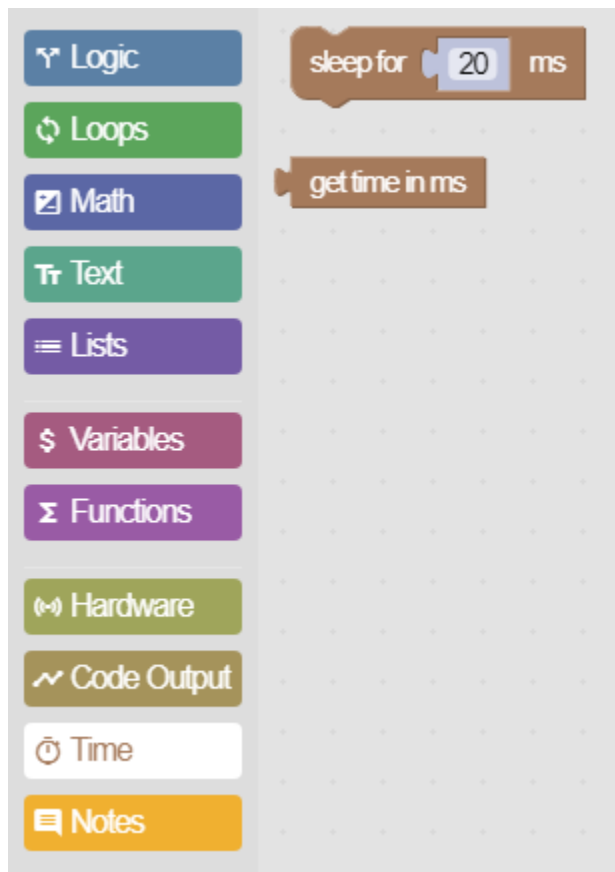 Logic
Loops
Math
Text
Lists
$ Variables
Σ Functions
Hardware
Code Output
Time
Notes
sleep for 20 ms
get time in ms